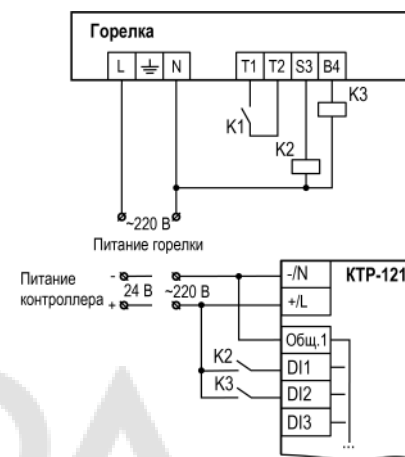 Горелка
L N T1 T2 S3 B4
K1
K2
K3
~220 В
Питание горелки
Питание контроллера
- 24 В ~220 В
+
-/N КТР-121
+/L
Общ.1
K2 DI1
K3 DI2
DI3
...